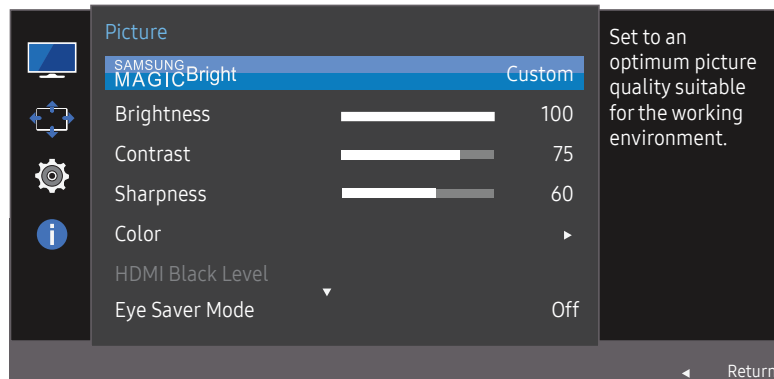 Picture
SAMSUNG
MAGICBright Custom
Brightness 100
Contrast 75
Sharpness 60
Color ►
HDMI Black Level
▼
Eye Saver Mode Off
Set to an
optimum picture
quality suitable
for the working
environment.
◄ Return